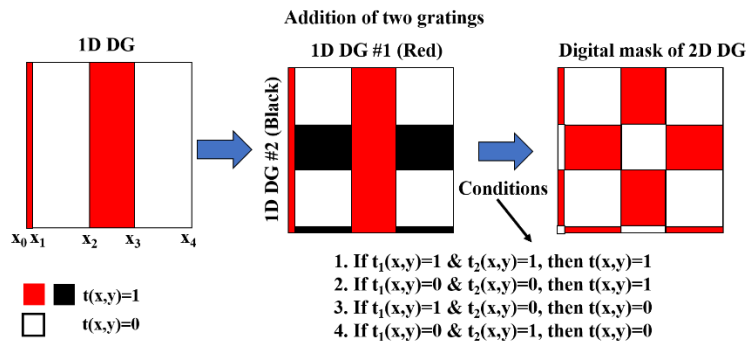 Addition of two gratings
1D DG
1D DG #1 (Red)
Digital mask of 2D DG
1D DG #2 (Black)
Conditions
x₀ x₁ x₂ x₃ x₄
1. If t₁(x,y)=1 & t₂(x,y)=1, then t(x,y)=1
2. If t₁(x,y)=0 & t₂(x,y)=0, then t(x,y)=1
3. If t₁(x,y)=1 & t₂(x,y)=0, then t(x,y)=0
4. If t₁(x,y)=0 & t₂(x,y)=1, then t(x,y)=0
t(x,y)=1
t(x,y)=0